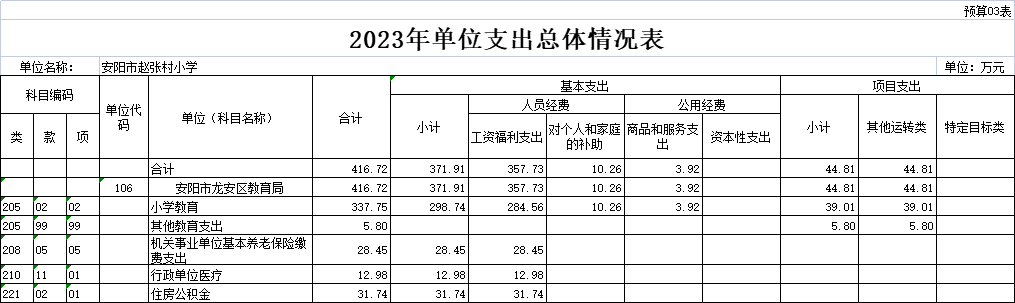 预算03表
2023年单位支出总体情况表
单位名称： 安阳市赵张村小学 单位：万元
科目编码 单位代码 单位（科目名称） 合计 基本支出 项目支出
小计 人员经费 公用经费 小计 其他运转类 特定目标类
类 款 项 工资福利支出 对个人和家庭的补助 商品和服务支出 资本性支出
合计 416.72 371.91 357.73 10.26 3.92 44.81 44.81
106 安阳市龙安区教育局 416.72 371.91 357.73 10.26 3.92 44.81 44.81
205 02 02 小学教育 337.75 298.74 284.56 10.26 3.92 39.01 39.01
205 99 99 其他教育支出 5.80 5.80 5.80
208 05 05 机关事业单位基本养老保险缴费支出 28.45 28.45 28.45
210 11 01 行政单位医疗 12.98 12.98 12.98
221 02 01 住房公积金 31.74 31.74 31.74